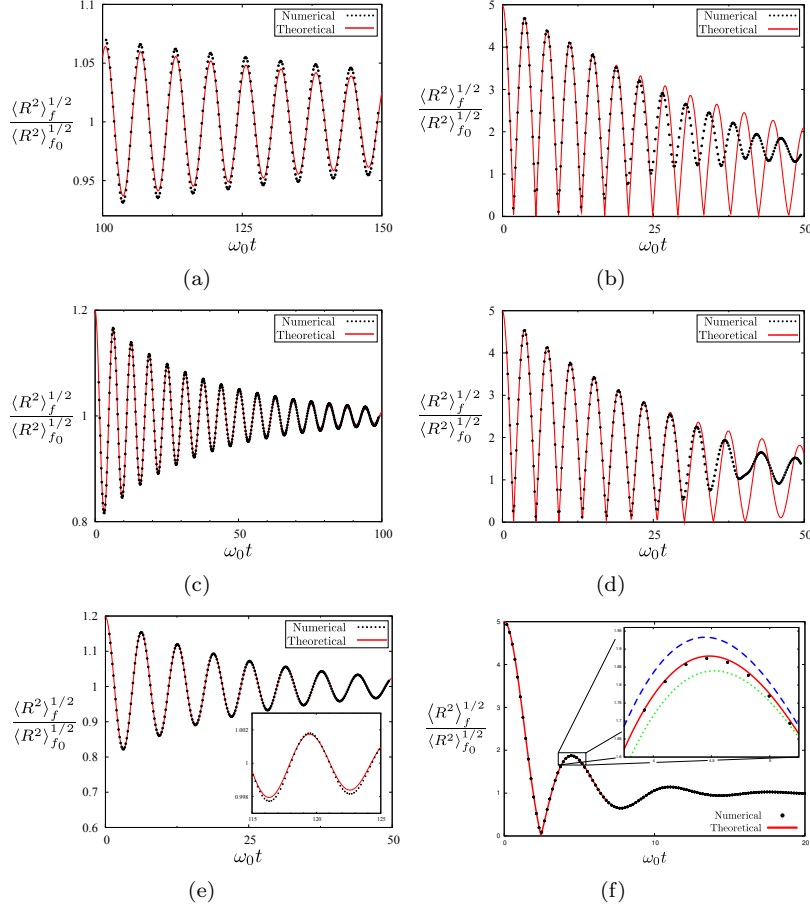 1.1
1.05
1
0.95
100
125
150
Numerical
Theoretical
⟨R²⟩_f^{1/2}
⟨R²⟩_{f₀}^{1/2}
ω₀t
(a)
5
4
3
2
1
0
0
25
50
Numerical
Theoretical
⟨R²⟩_f^{1/2}
⟨R²⟩_{f₀}^{1/2}
ω₀t
(b)
1.2
1
0.8
0
50
100
Numerical
Theoretical
⟨R²⟩_f^{1/2}
⟨R²⟩_{f₀}^{1/2}
ω₀t
(c)
5
4
3
2
1
0
0
25
50
Numerical
Theoretical
⟨R²⟩_f^{1/2}
⟨R²⟩_{f₀}^{1/2}
ω₀t
(d)
1.2
1.1
1
0.9
0.8
0.7
0.6
0
25
50
Numerical
Theoretical
1.002
1
0.998
115
120
125
⟨R²⟩_f^{1/2}
⟨R²⟩_{f₀}^{1/2}
ω₀t
(e)
5
4
3
2
1
0
0
5
10
15
20
Numerical
Theoretical
⟨R²⟩_f^{1/2}
⟨R²⟩_{f₀}^{1/2}
ω₀t
(f)